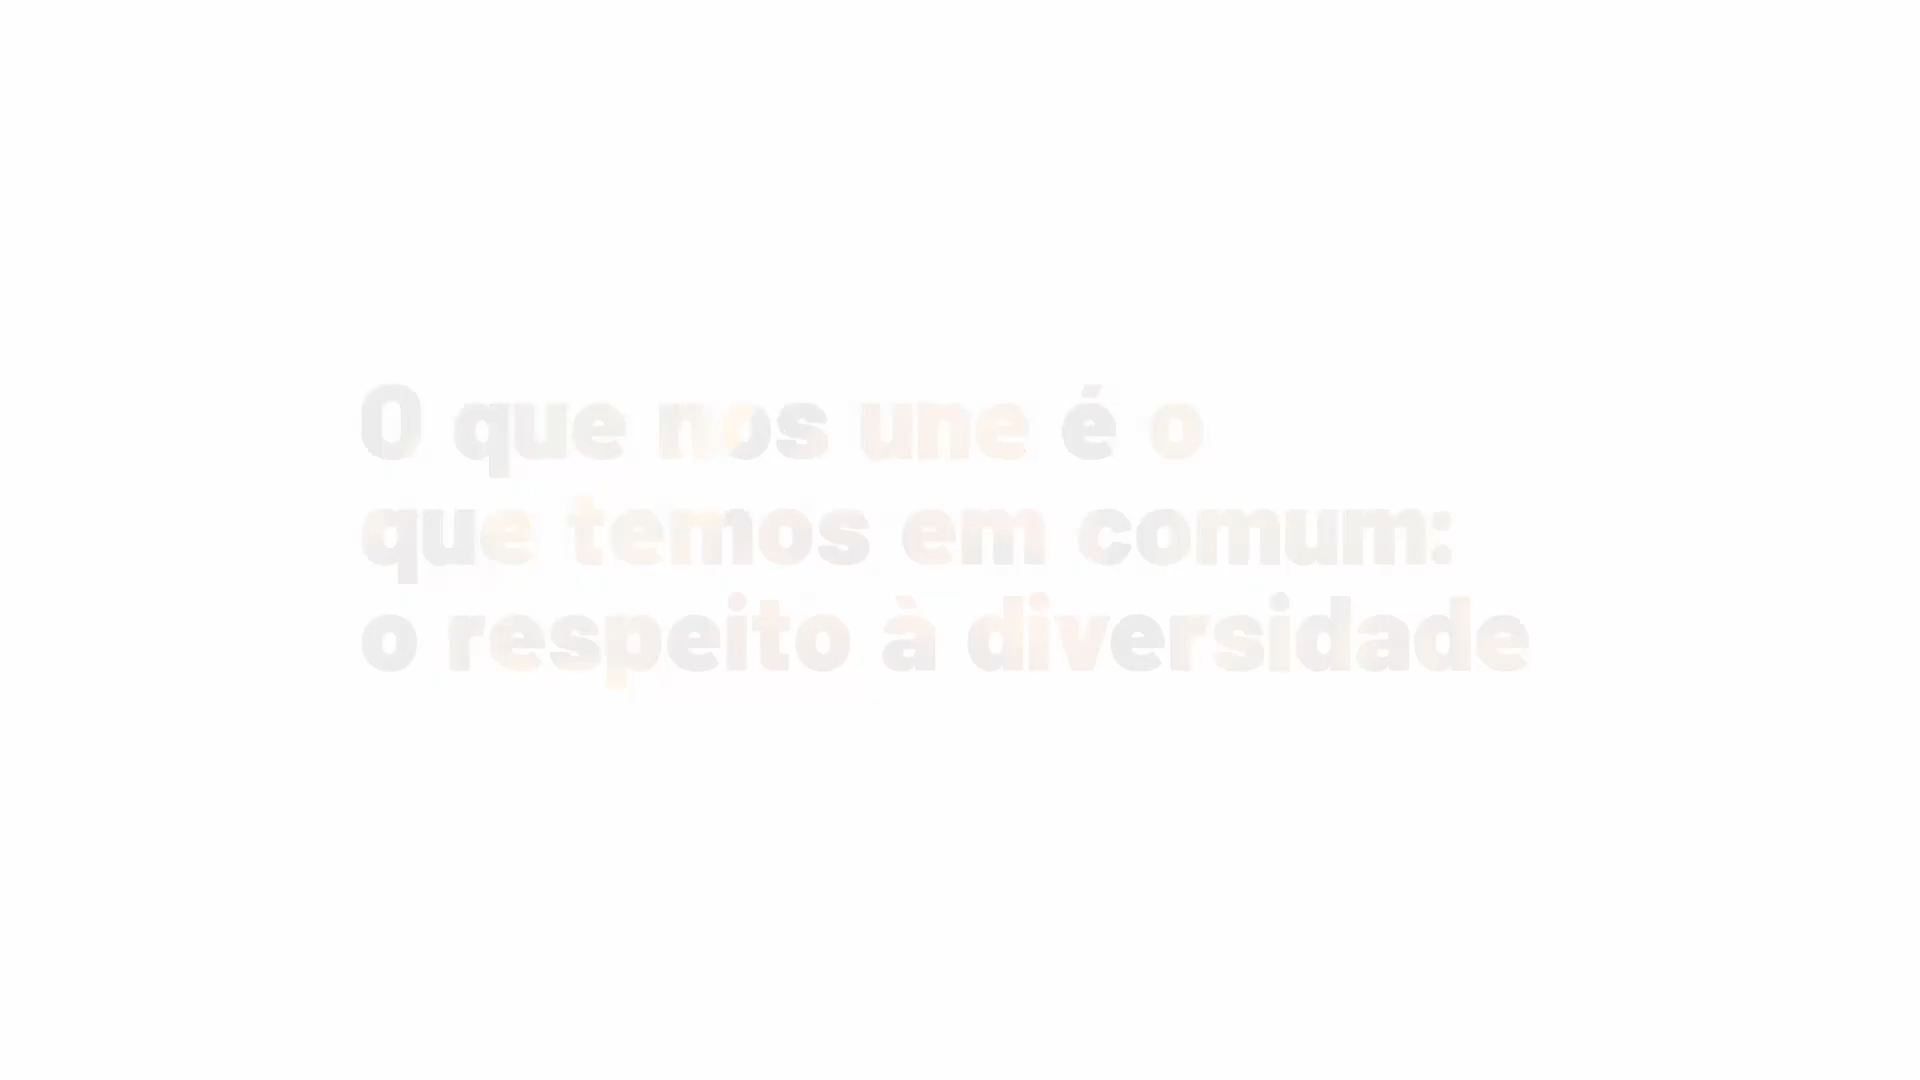 O que nos une é o
que temos em comum:
o respeito à diversidade